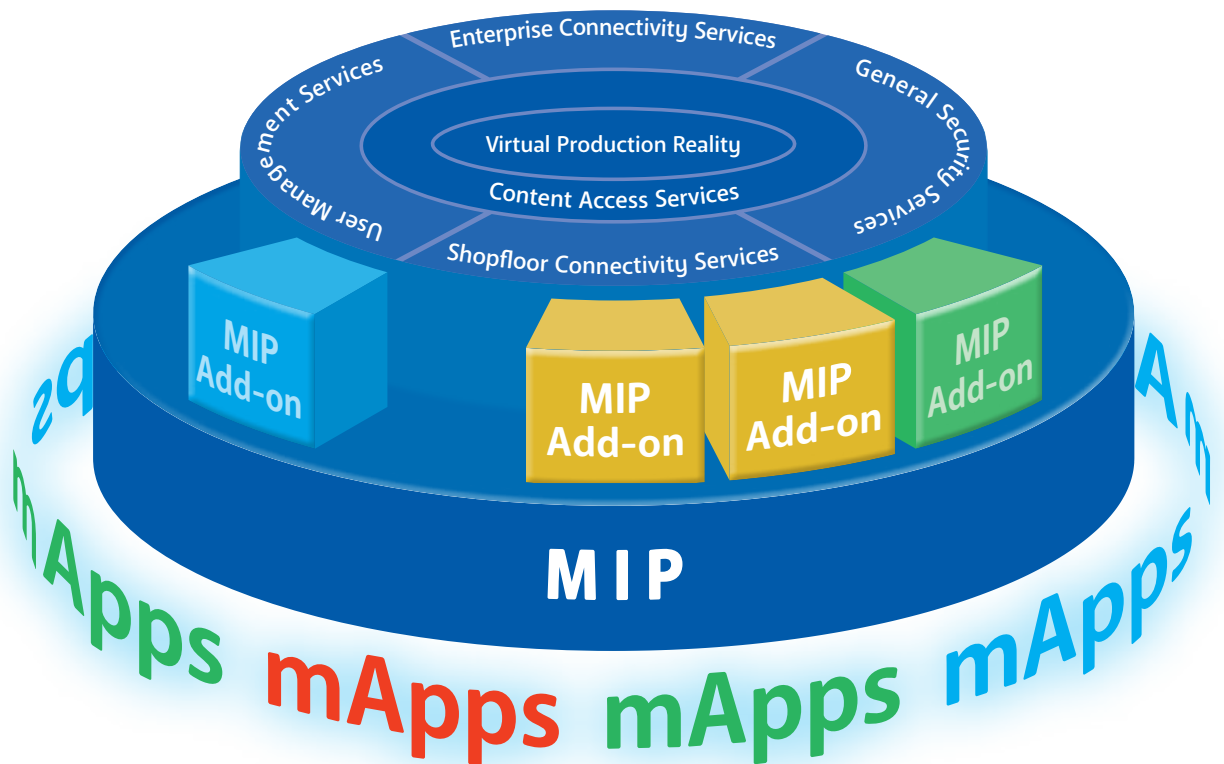 Enterprise Connectivity Services
User Management Services
General Security Services
Virtual Production Reality
Content Access Services
Shopfloor Connectivity Services
MIP
Add-on
MIP
Add-on
MIP
Add-on
MIP
Add-on
MIP
mApps
mApps
mApps
mApps